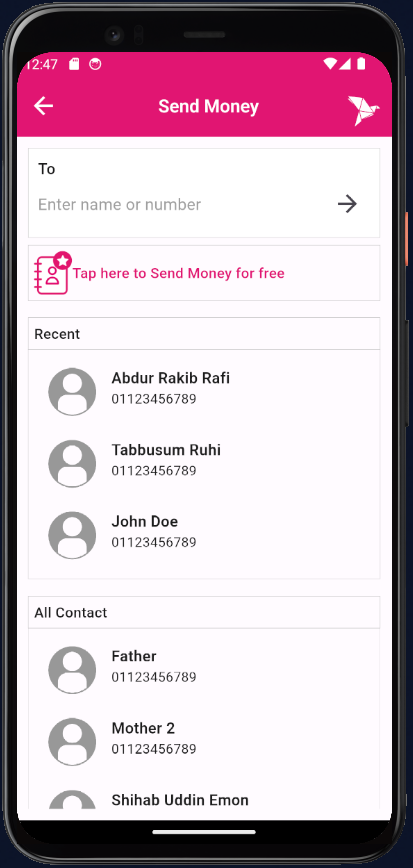 12:47
Send Money
To
Enter name or number
Tap here to Send Money for free
Recent
Abdur Rakib Rafi
01123456789
Tabbusum Ruhi
01123456789
John Doe
01123456789
All Contact
Father
01123456789
Mother 2
01123456789
Shihab Uddin Emon